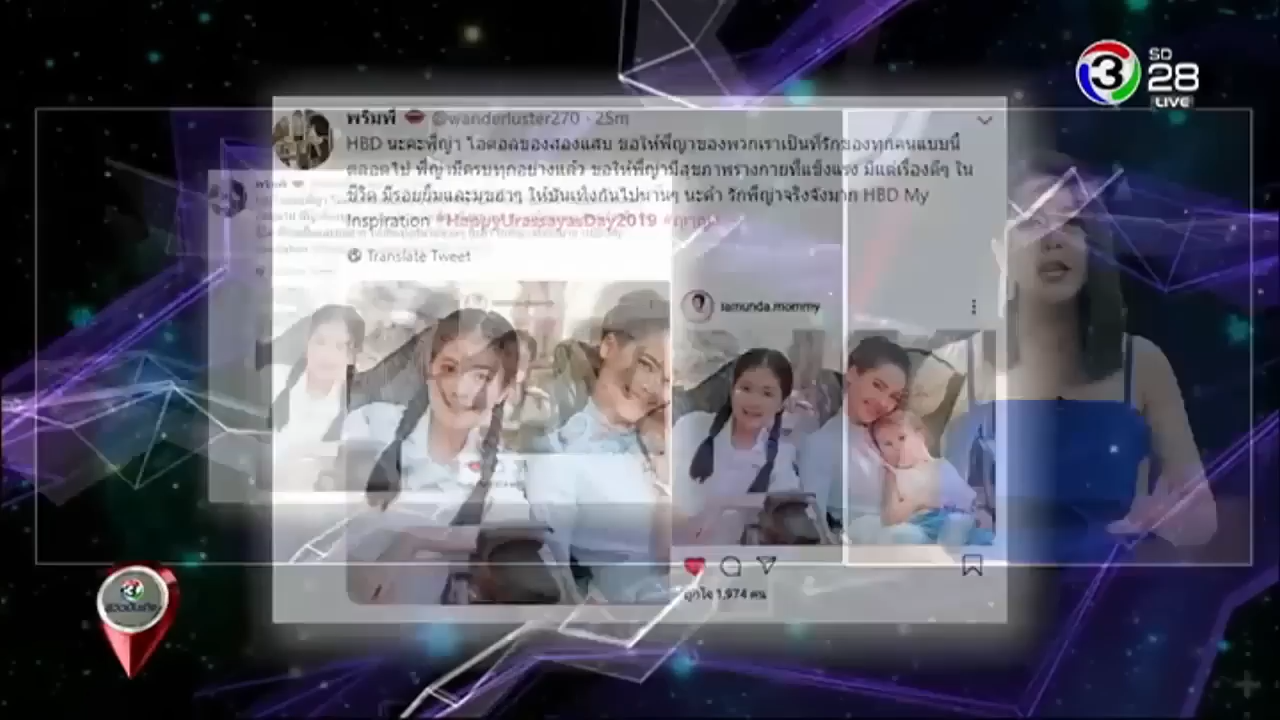 3 SD
28
LIVE
พริมพี่ @wanderluster270 · 25m
HBD นะคะพี่ญ่า ไอดอลของสองแสบ ขอให้พี่ญาของพวกเราเป็นที่รักของทุกคนแบบนี้
ตลอดไป พี่ญามีครบทุกอย่างแล้ว ขอให้พี่ญามีสุขภาพร่างกายที่แข็งแรง มีแต่เรื่องดีๆ ใน
ชีวิต มีรอยยิ้มและมุขฮาๆ ให้บันเทิงกันไปนานๆ นะคำ รักพี่ญาจริงจังมาก HBD My
Inspiration #HappyUrassayasDay2019
Translate Tweet
lamunda.mommy
ถูกใจ 1,974 คน